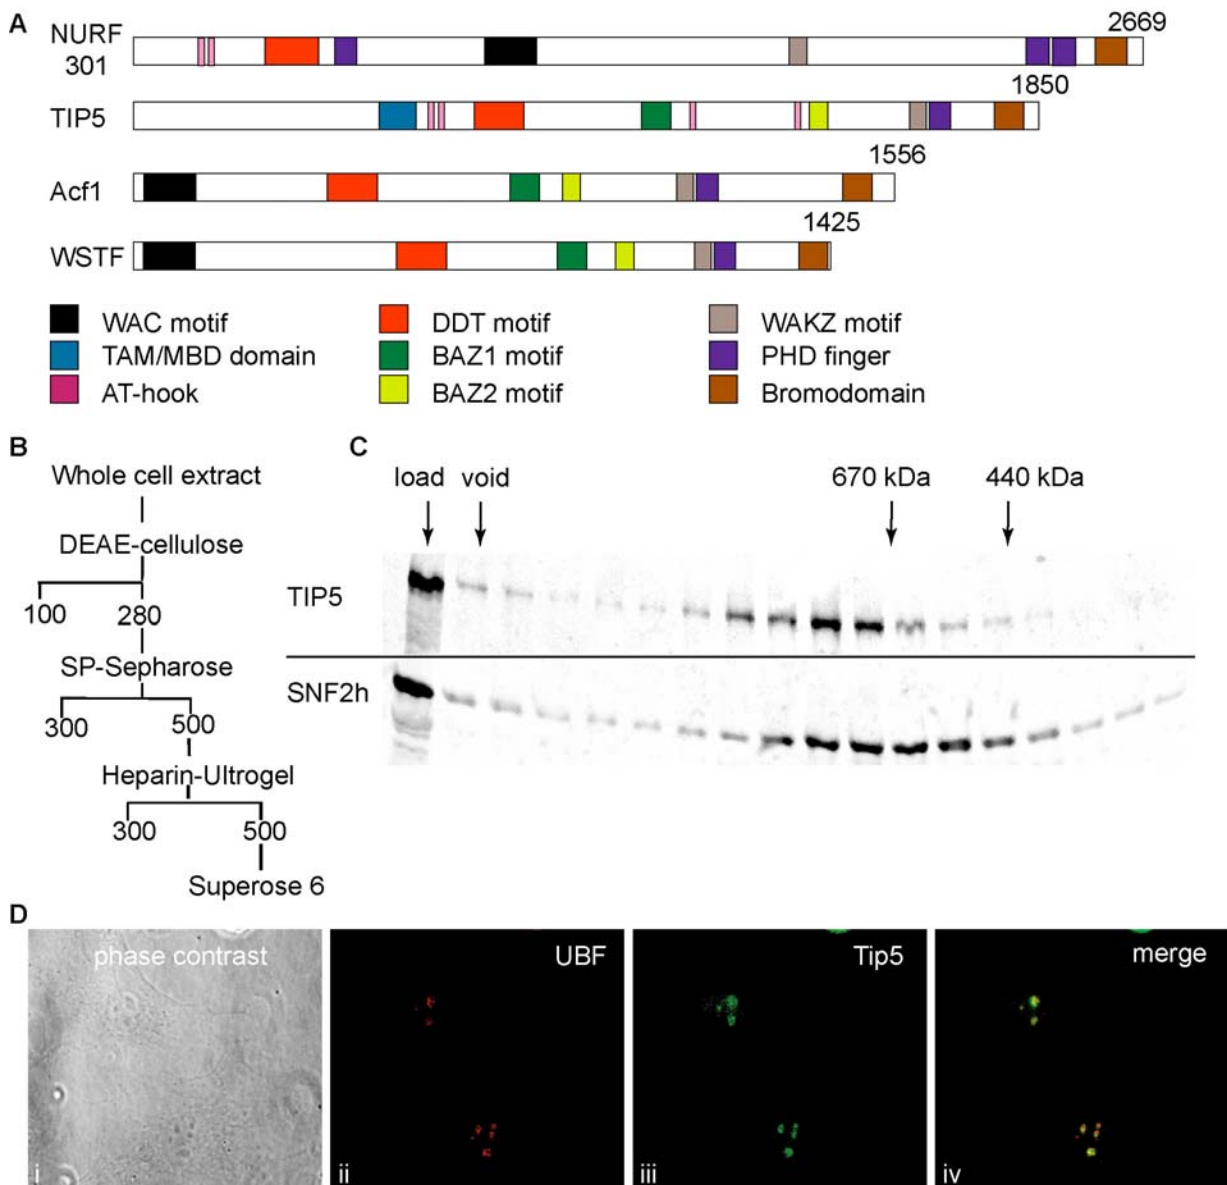 A
NURF
301
2669
TIP5
1850
Acf1
1556
WSTF
1425
WAC motif
DDT motif
WAKZ motif
TAM/MBD domain
BAZ1 motif
PHD finger
AT-hook
BAZ2 motif
Bromodomain
B
Whole cell extract
DEAE-cellulose
100 280
SP-Sepharose
300 500
Heparin-Ultrogel
300 500
Superose 6
C
load void 670 kDa 440 kDa
TIP5
SNF2h
D
phase contrast
i
UBF
ii
Tip5
iii
merge
iv